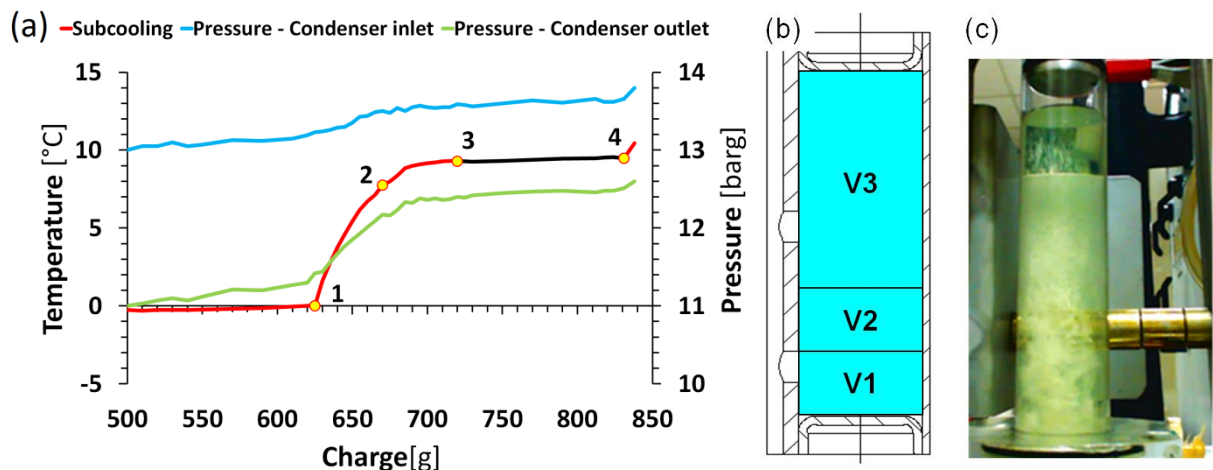 (a)
Subcooling Pressure - Condenser inlet Pressure - Condenser outlet
15
10
5
0
-5
Temperature [°C]
14
13
12
11
10
Pressure [barg]
1
2
3
4
500 550 600 650 700 750 800 850
Charge[g]
(b)
V3
V2
V1
(c)